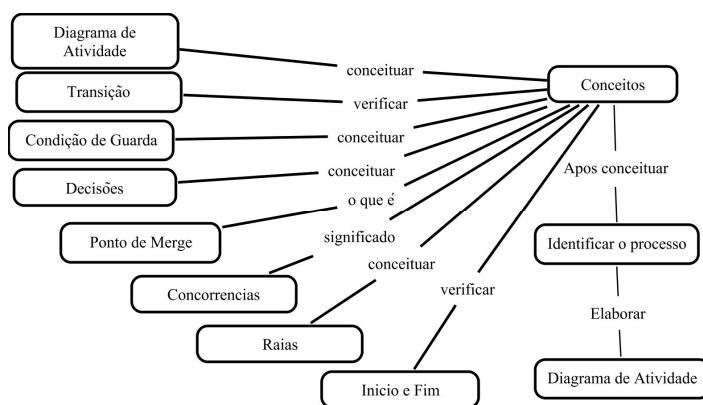 Diagrama de
Atividade
conceituar
Conceitos
Transição
verificar
Condição de Guarda
conceituar
Decisões
conceituar
Apos conceituar
o que é
Ponto de Merge
significado
Identificar o processo
conceituar
Concorrencias
verificar
Elaborar
Raias
Diagrama de Atividade
Inicio e Fim